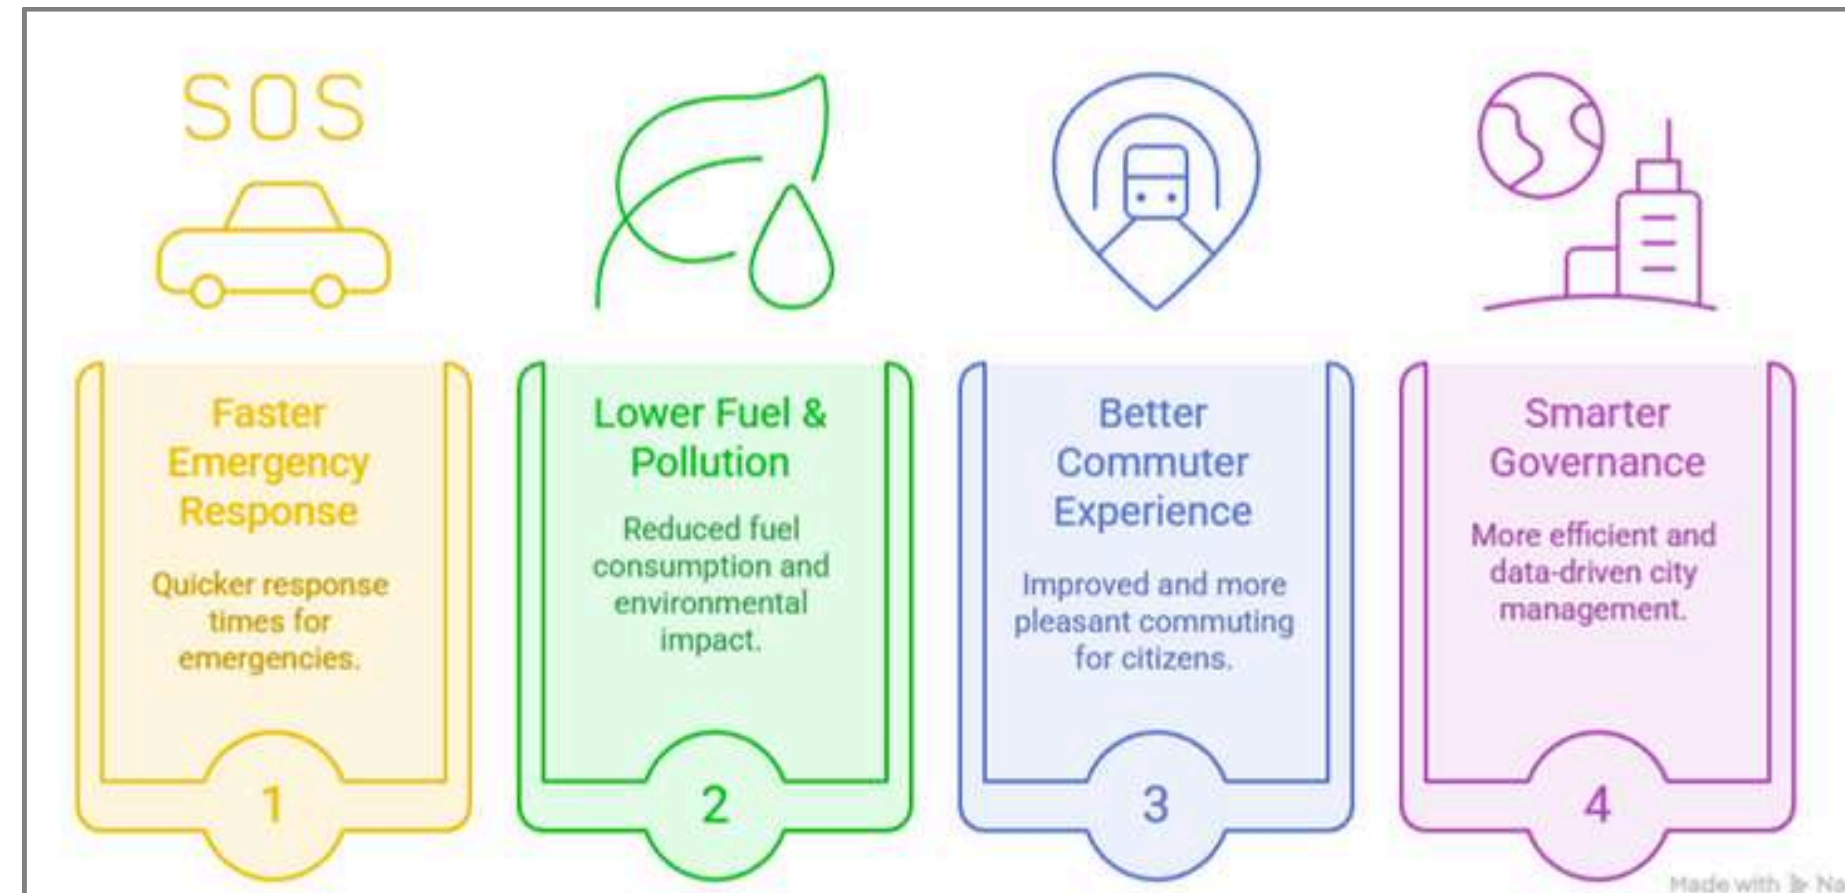 SOS
Faster
Emergency
Response
Quicker response
times for
emergencies.
1
Lower Fuel &
Pollution
Reduced fuel
consumption and
environmental
impact.
2
Better
Commuter
Experience
Improved and more
pleasant commuting
for citizens.
3
Smarter
Governance
More efficient and
data-driven city
management.
4
Made with